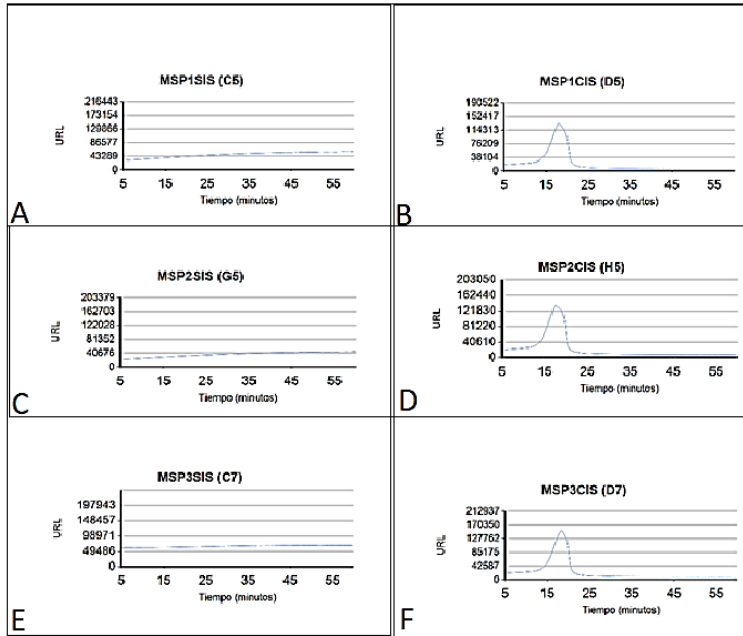 MSP1SIS (C5)
216443
173154
129866
86577
43289
0
URL
5 15 25 35 45 55
Tiempo (minutos)
A
MSP1CIS (D5)
193522
152417
114313
76209
38104
0
URL
5 15 25 35 45 55
Tiempo (minutos)
B
MSP2SIS (G5)
203379
162703
122028
81352
40676
0
URL
5 15 25 35 45 55
Tiempo (minutos)
C
MSP2CIS (H5)
203050
162440
121830
81220
40610
0
URL
5 15 25 35 45 55
Tiempo (minutos)
D
MSP3SIS (C7)
197943
148457
98971
49486
0
URL
5 15 25 35 45 55
Tiempo (minutos)
E
MSP3CIS (D7)
212937
170350
127762
85175
42587
0
URL
5 15 25 35 45 55
Tiempo (minutos)
F